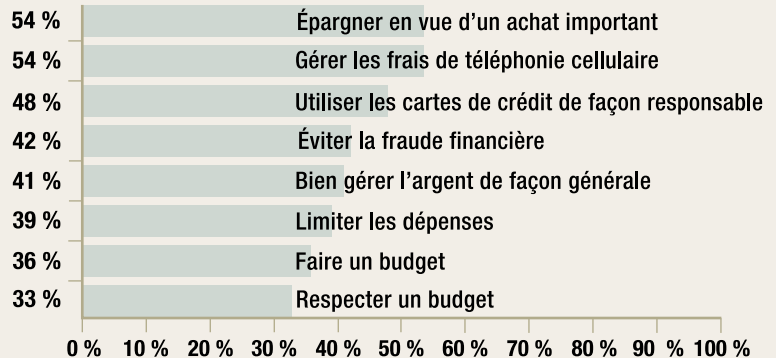 54 % Épargner en vue d'un achat important
54 % Gérer les frais de téléphonie cellulaire
48 % Utiliser les cartes de crédit de façon responsable
42 % Éviter la fraude financière
41 % Bien gérer l'argent de façon générale
39 % Limiter les dépenses
36 % Faire un budget
33 % Respecter un budget
0 % 10 % 20 % 30 % 40 % 50 % 60 % 70 % 80 % 90 % 100 %